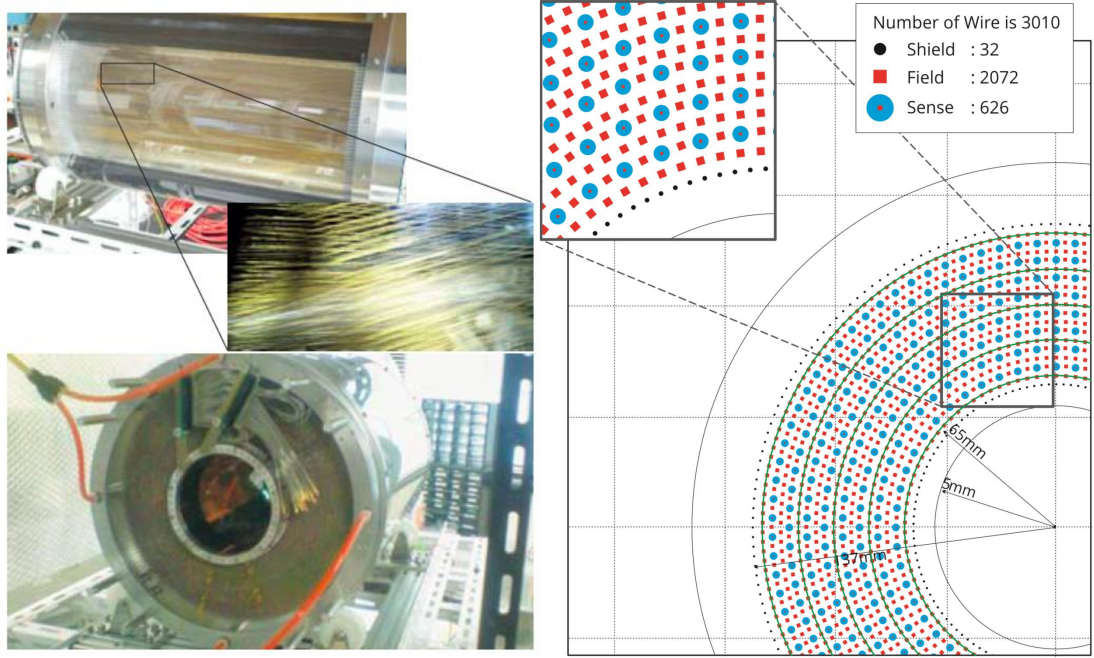 Number of Wire is 3010
Shield : 32
Field : 2072
Sense : 626
65mm
5mm
37mm